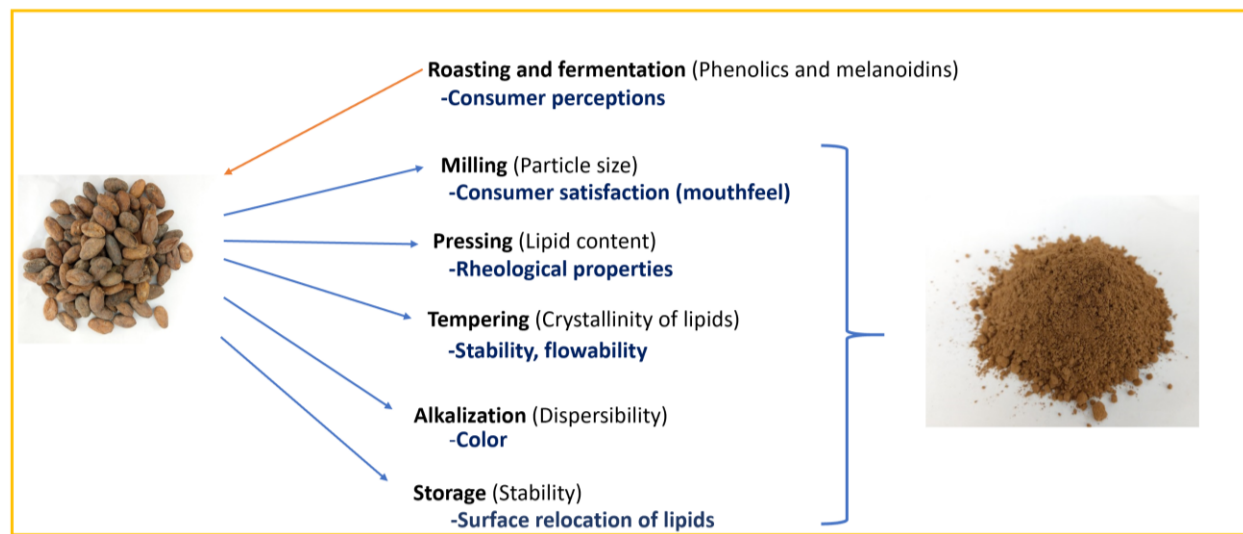 Roasting and fermentation (Phenolics and melanoidins)
-Consumer perceptions
Milling (Particle size)
-Consumer satisfaction (mouthfeel)
Pressing (Lipid content)
-Rheological properties
Tempering (Crystallinity of lipids)
-Stability, flowability
Alkalization (Dispersibility)
-Color
Storage (Stability)
-Surface relocation of lipids